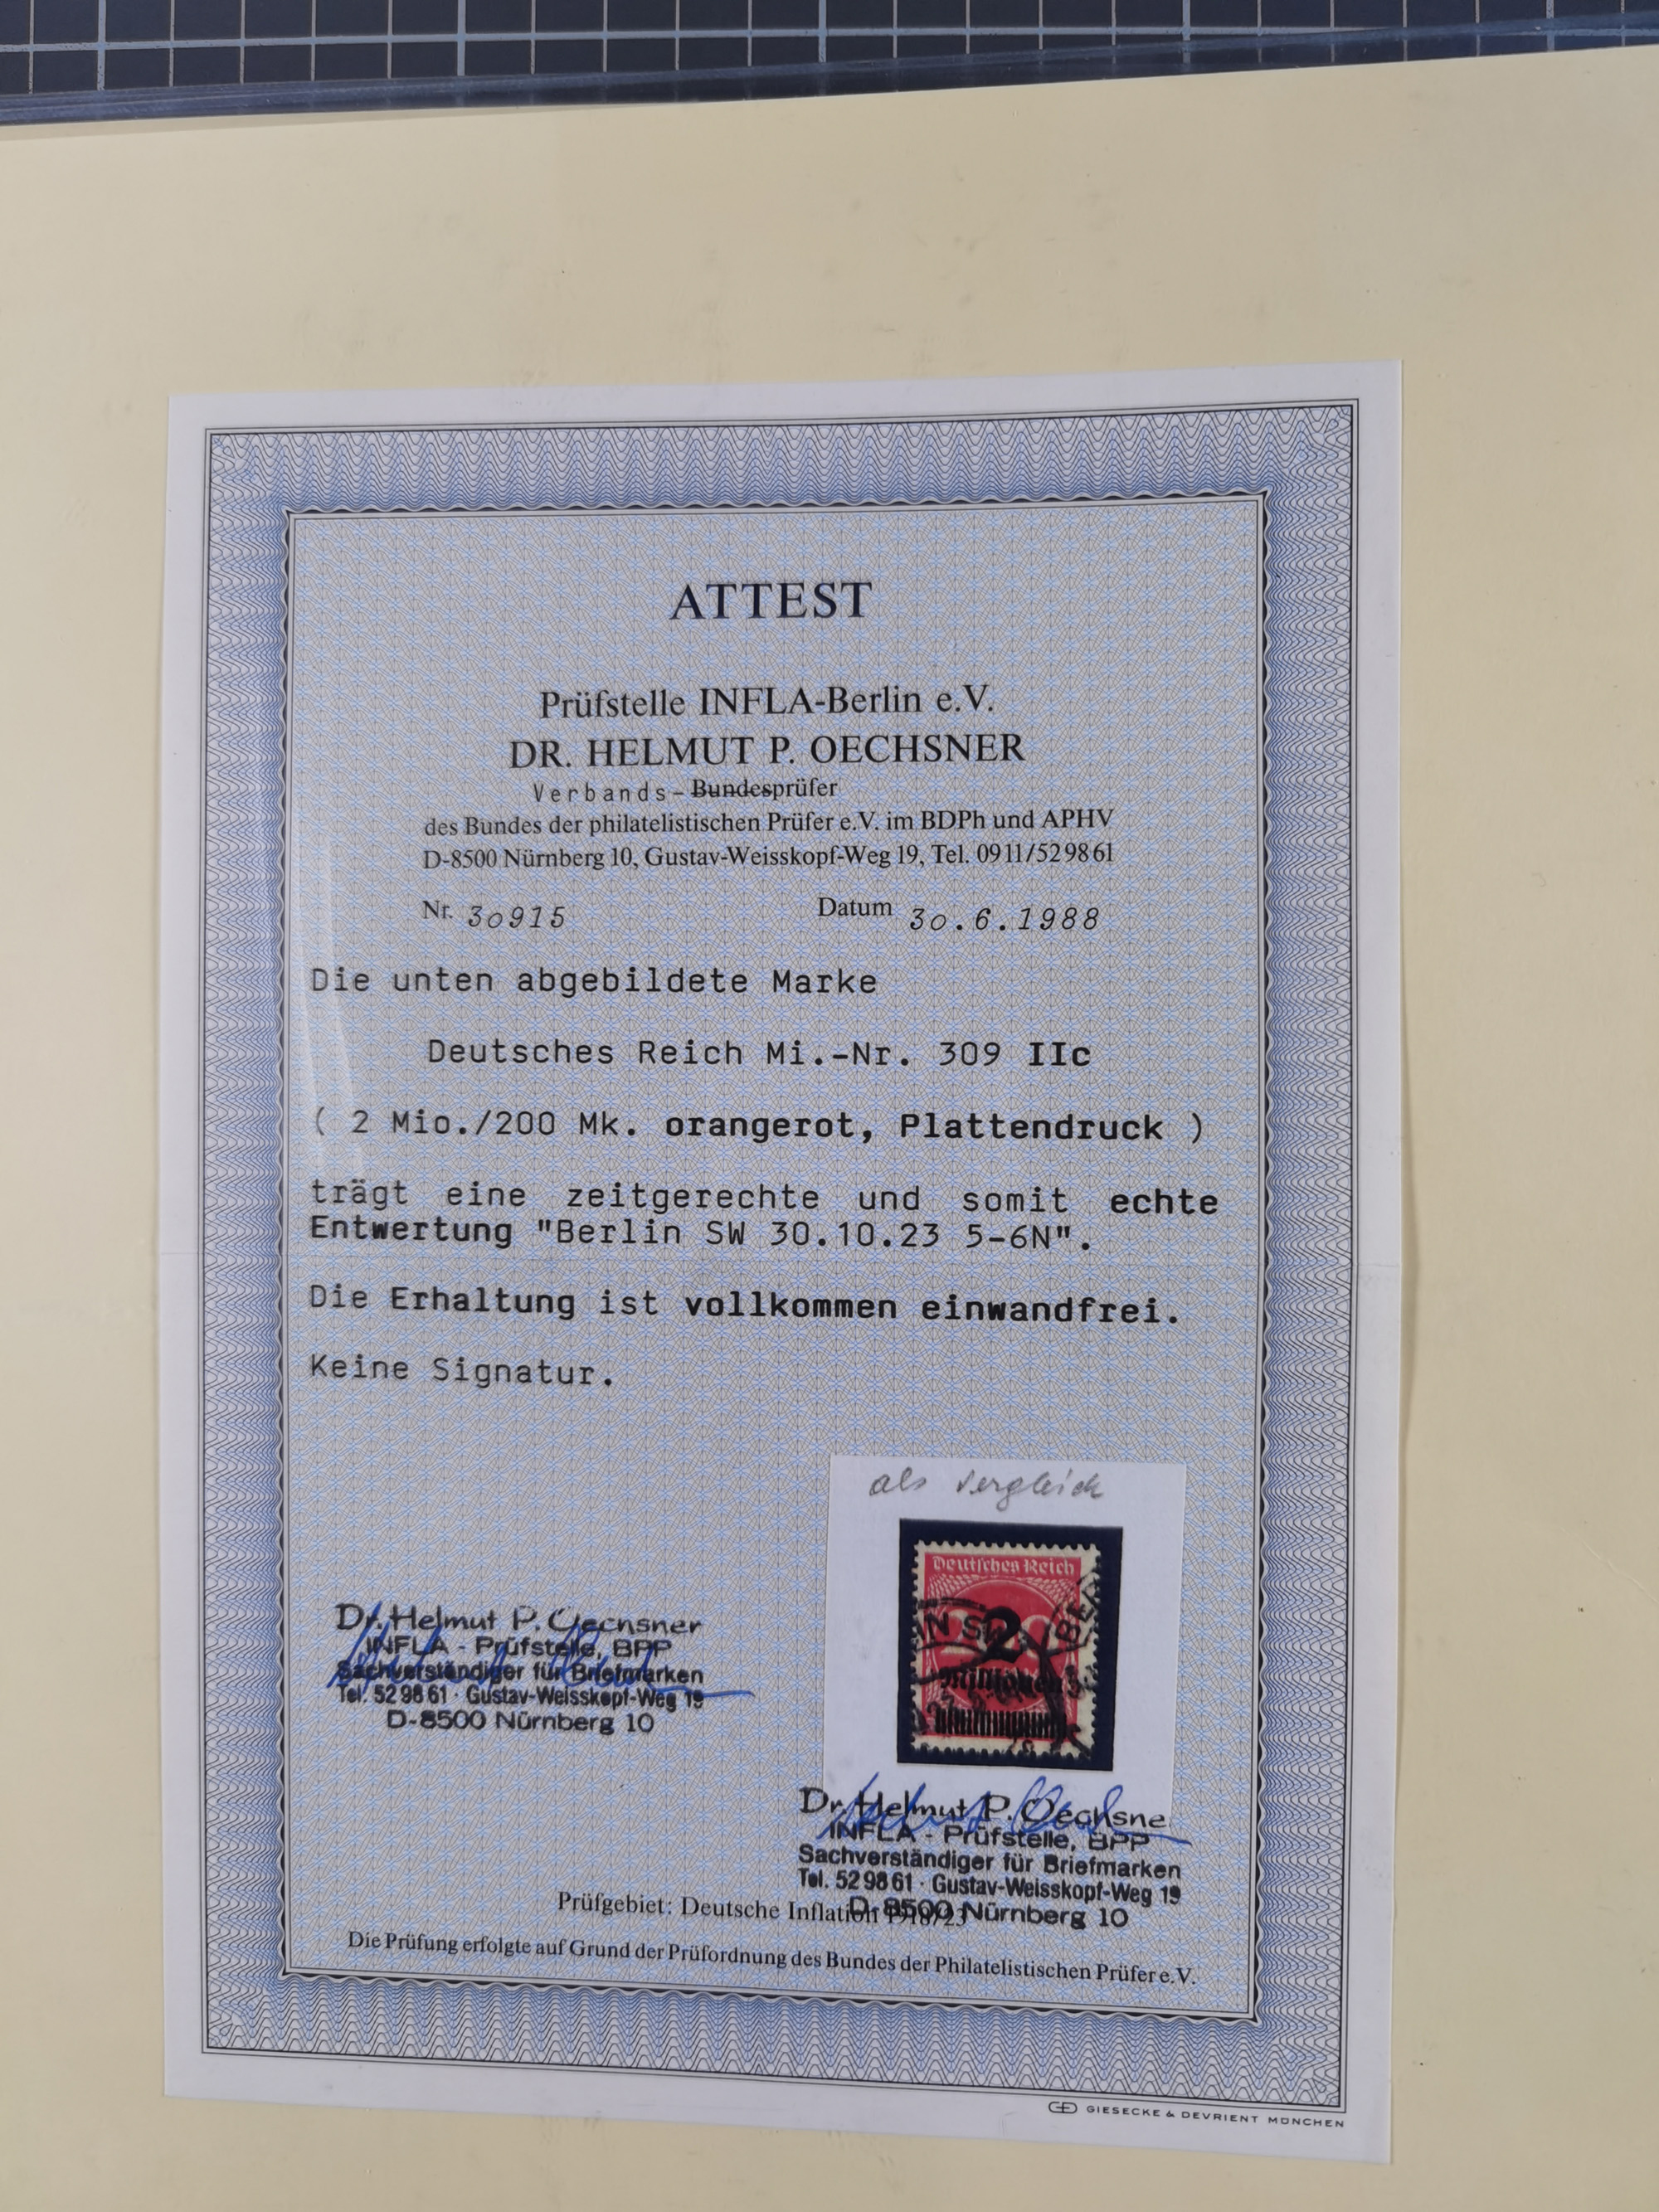 ATTEST
Prüfstelle INFLA-Berlin e.V.
DR. HELMUT P. OECHSNER
Verbands-Bundesprüfer
des Bundes der philatelistischen Prüfer e.V. im BDPh und APHV
D-8500 Nürnberg 10, Gustav-Weisskopf-Weg 19, Tel. 0911/529861
Nr. 30915 Datum 30.6.1988
Die unten abgebildete Marke
Deutsches Reich Mi.-Nr. 309 IIc
( 2 Mio./200 Mk. orangerot, Plattendruck )
trägt eine zeitgerechte und somit echte
Entwertung "Berlin SW 30.10.23 5-6N".
Die Erhaltung ist vollkommen einwandfrei.
Keine Signatur.
als Vergleich
Deutsches Reich
2
Millionen
Dr. Helmut P. Oechsner
INFLA - Prüfstelle, BPP
Sachverständiger für Briefmarken
Tel. 529861 · Gustav-Weisskopf-Weg 19
D-8500 Nürnberg 10
Dr. Helmut P. Oechsne
INFLA - Prüfstelle, BPP
Sachverständiger für Briefmarken
Tel. 529861 · Gustav-Weisskopf-Weg 19
D-8500 Nürnberg 10
Prüfgebiet: Deutsche Inflation 1918/23
Die Prüfung erfolgte auf Grund der Prüfordnung des Bundes der Philatelistischen Prüfer e.V.
GIESECKE & DEVRIENT MÜNCHEN